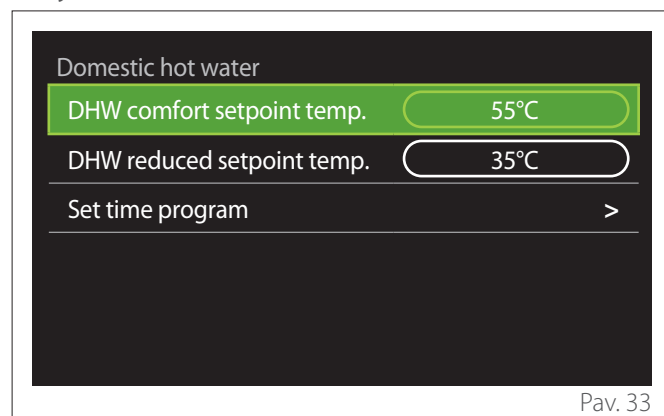 Domestic hot water
DHW comfort setpoint temp. 55°C
DHW reduced setpoint temp. 35°C
Set time program >
Pav. 33